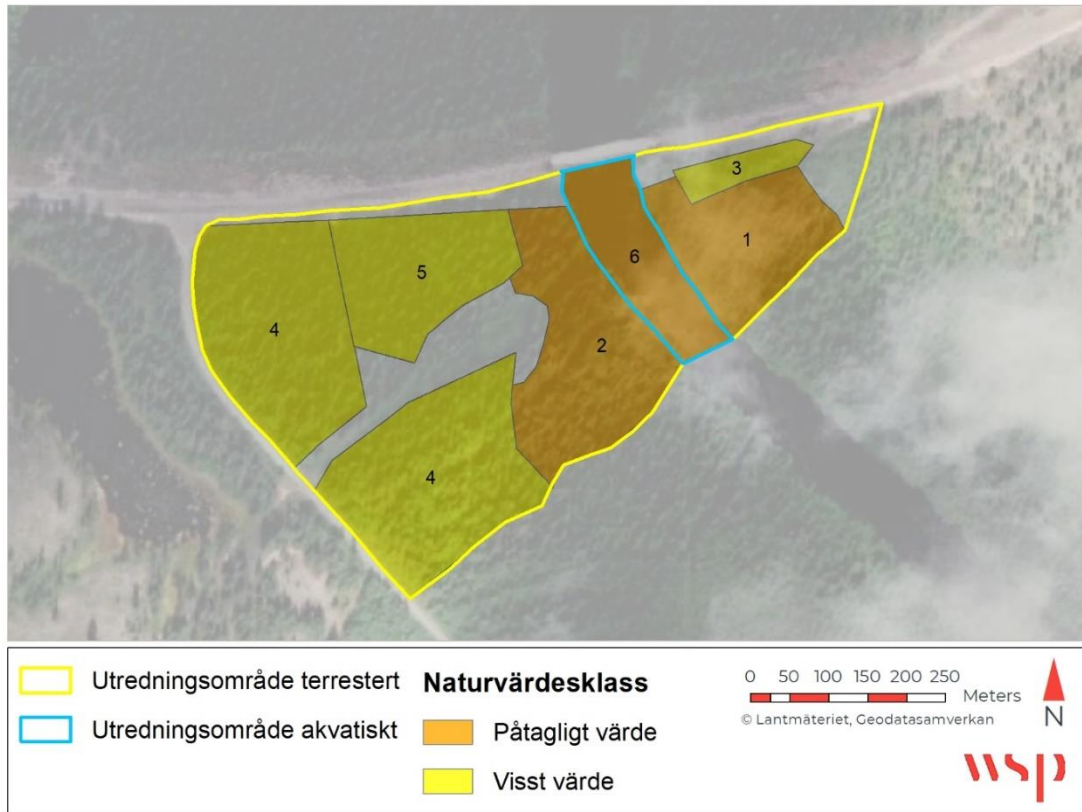 3
1
6
5
4
2
4
Utredningsområde terrestert
Utredningsområde akvatiskt
Naturvärdesklass
Påtagligt värde
Visst värde
0 50 100 150 200 250
Meters
© Lantmäteriet, Geodatasamverkan
N
wsp